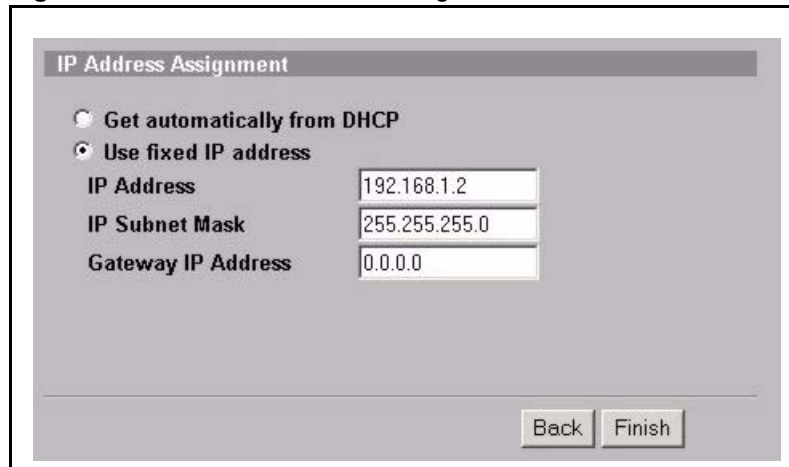 IP Address Assignment
Get automatically from DHCP
Use fixed IP address
IP Address 192.168.1.2
IP Subnet Mask 255.255.255.0
Gateway IP Address 0.0.0.0
Back Finish